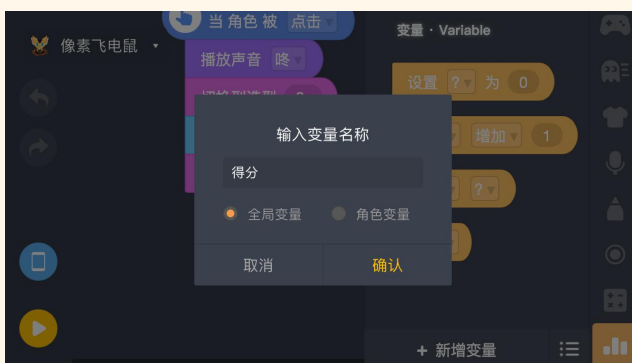 当 角色 被 点击
变量 · Variable
像素飞电鼠
播放声音 咚
设置 ? 为 0
输入变量名称
增加 1
得分
?
全局变量 角色变量
取消 确认
+ 新增变量